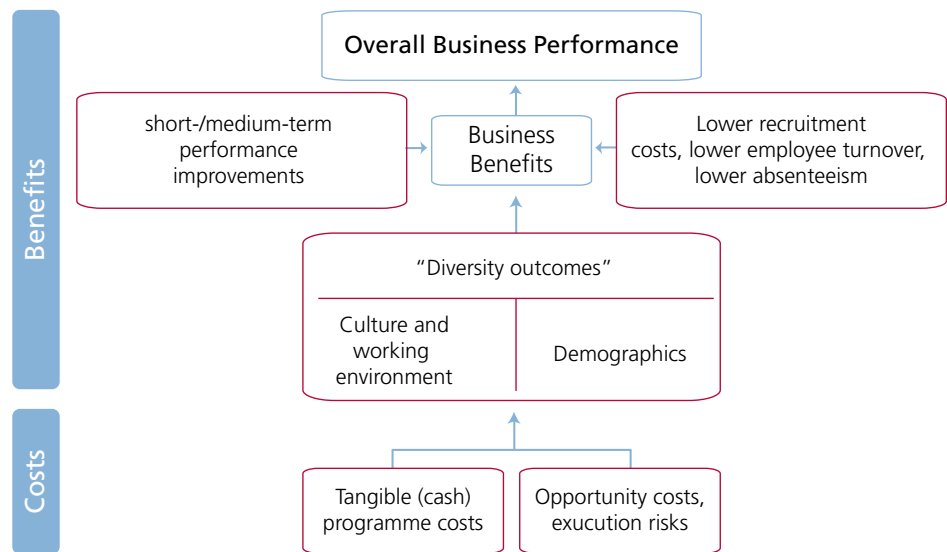 Overall Business Performance
Benefits
short-/medium-term
performance
improvements
Business
Benefits
Lower recruitment
costs, lower employee turnover,
lower absenteeism
“Diversity outcomes”
Culture and
working
environment
Demographics
Costs
Tangible (cash)
programme costs
Opportunity costs,
exucution risks